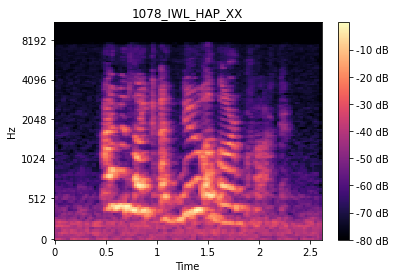 1078_IWL_HAP_XX
8192
4096
2048
1024
512
0
Hz
0
0.5
1
1.5
2
2.5
Time
-10 dB
-20 dB
-30 dB
-40 dB
-50 dB
-60 dB
-70 dB
-80 dB